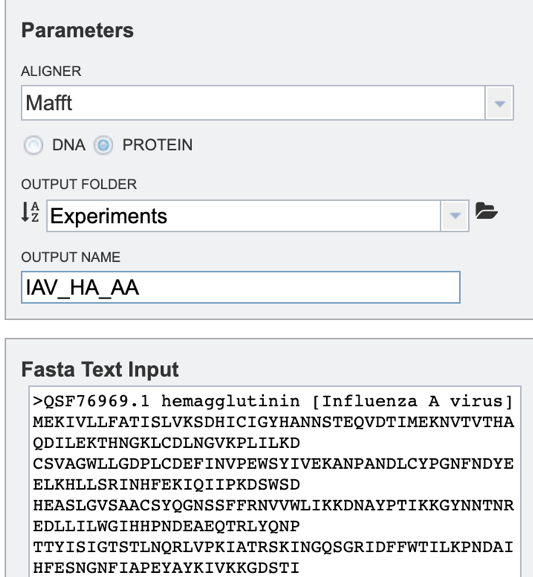 Parameters
ALIGNER
Mafft
DNA PROTEIN
OUTPUT FOLDER
Experiments
OUTPUT NAME
IAV_HA_AA
Fasta Text Input
>QSF76969.1 hemagglutinin [Influenza A virus]
MEKIVLLFATISLVKSDHICIGYHANNSTEQVDTIMEKNVTVTHA
QDILEKTHNGKLCDLNGVKPLILKD
CSVAGWLLGDPLCDEFINVPEWSYIVEKANPANDLCYPGNFNDYE
ELKHLLSRINHFEKIQIIPKDSWSD
HEASLGVSAACSYQGNSSFFRNVVWLIKKDNAYPTIKKGYNNTNR
EDLLILWGIHHPNDEAEQTRLYQNP
TTYISIGTSTLNQRLVPKIATRSKINGQSGRIDFFWTILKPNDAI
HFESNGNFIAPEYAYKIVKKGDSTI